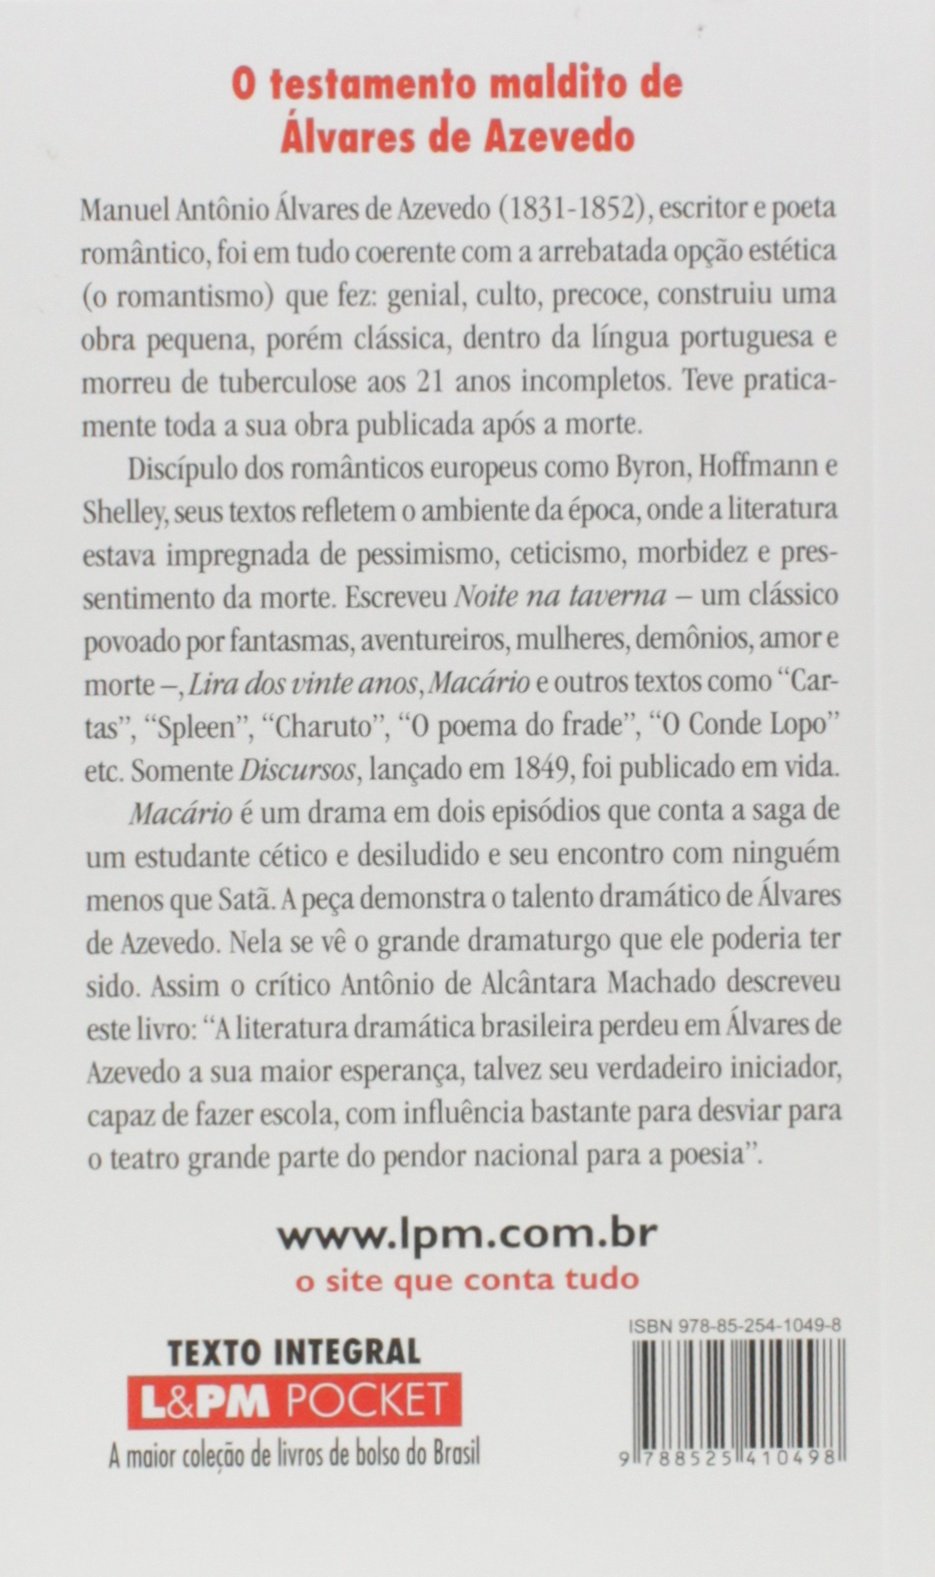 O testamento maldito de
Álvares de Azevedo
Manuel Antônio Álvares de Azevedo (1831-1852), escritor e poeta
romântico, foi em tudo coerente com a arrebatada opção estética
(o romantismo) que fez: genial, culto, precoce, construiu uma
obra pequena, porém clássica, dentro da língua portuguesa e
morreu de tuberculose aos 21 anos incompletos. Teve pratica-
mente toda a sua obra publicada após a morte.
Discípulo dos românticos europeus como Byron, Hoffmann e
Shelley, seus textos refletem o ambiente da época, onde a literatura
estava impregnada de pessimismo, ceticismo, morbidez e pres-
sentimento da morte. Escreveu Noite na taverna – um clássico
povoado por fantasmas, aventureiros, mulheres, demônios, amor e
morte –, Lira dos vinte anos, Macário e outros textos como “Car-
tas”, “Spleen”, “Charuto”, “O poema do frade”, “O Conde Lopo”
etc. Somente Discursos, lançado em 1849, foi publicado em vida.
Macário é um drama em dois episódios que conta a saga de
um estudante cético e desiludido e seu encontro com ninguém
menos que Satã. A peça demonstra o talento dramático de Álvares
de Azevedo. Nela se vê o grande dramaturgo que ele poderia ter
sido. Assim o crítico Antônio de Alcântara Machado descreveu
este livro: “A literatura dramática brasileira perdeu em Álvares de
Azevedo a sua maior esperança, talvez seu verdadeiro iniciador,
capaz de fazer escola, com influência bastante para desviar para
o teatro grande parte do pendor nacional para a poesia”.
www.lpm.com.br
o site que conta tudo
TEXTO INTEGRAL
L&PM POCKET
A maior coleção de livros de bolso do Brasil
ISBN 978-85-254-1049-8
9 788525 410498